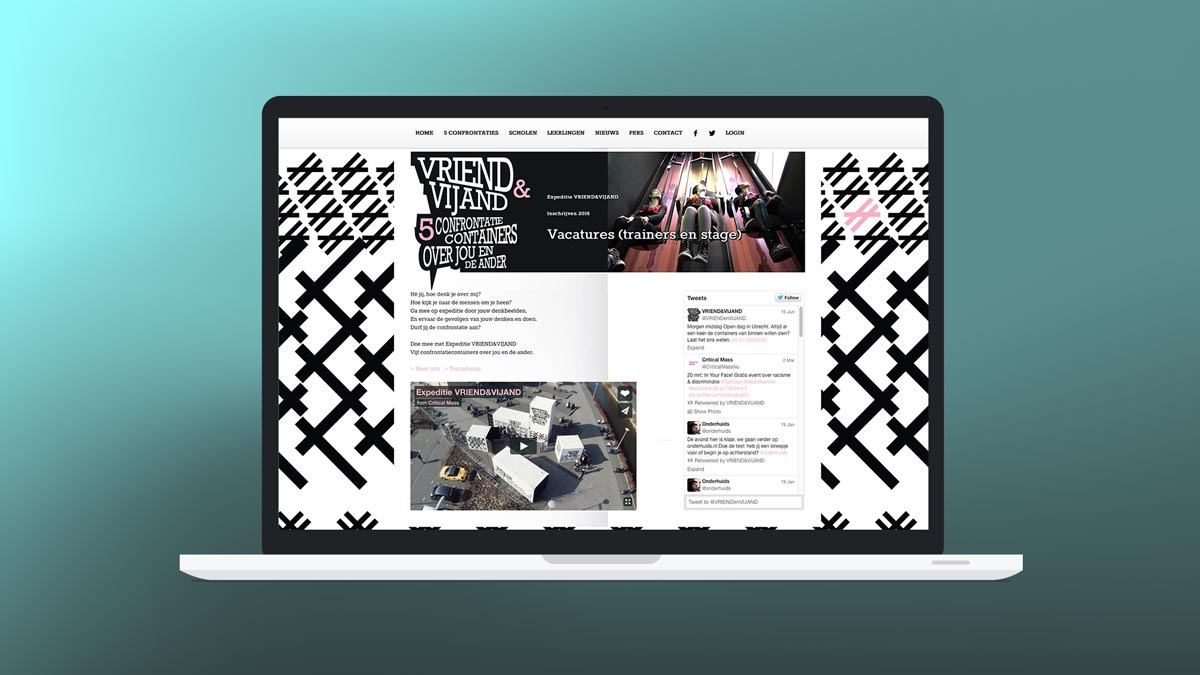 HOME 5 CONFRONTATIES SCHOLEN LEERLINGEN NIEUWS PERS CONTACT LOGIN
VRIEND
&
VIJAND
5 CONFRONTATIE
CONTAINERS
OVER JOU EN
DE ANDER
Expeditie VRIEND&VIJAND
Inschrijven 2016
Vacatures (trainers en stage)
Hé jij, hoe denk je over mij?
Hoe kijk je naar de mensen om je heen?
Ga mee op expeditie door jouw denkbeelden.
En ervaar de gevolgen van jouw denken en doen.
Durf jij de confrontatie aan?
Doe mee met Expeditie VRIEND&VIJAND
Vijf confrontatiecontainers over jou en de ander.
> Meer info
Expeditie VRIEND&VIJAND
from Critical Mass
Tweets Follow
VRIEND&VIJAND 15 Jun
@VRIENDenVIJAND
Morgen middag Open dag in Utrecht. Altijd al
een keer de containers van binnen willen zien?
Laat het ons weten.
Expand
Critical Mass 2 Mar
@CriticalMassNu
20 mrt: In Your Face! Gratis event over racisme
& discriminatie
Retweeted by VRIEND&VIJAND
Show Photo
Onderhuids 19 Jan
@onderhuids
De avond hier is klaar, we gaan verder op
onderhuids.nl Doe de test: heb jij een streepje
voor of begin je op achterstand? #onderhuids
Retweeted by VRIEND&VIJAND
Expand
Onderhuids 19 Jan
@onderhuids
Tweet to @VRIENDenVIJAND